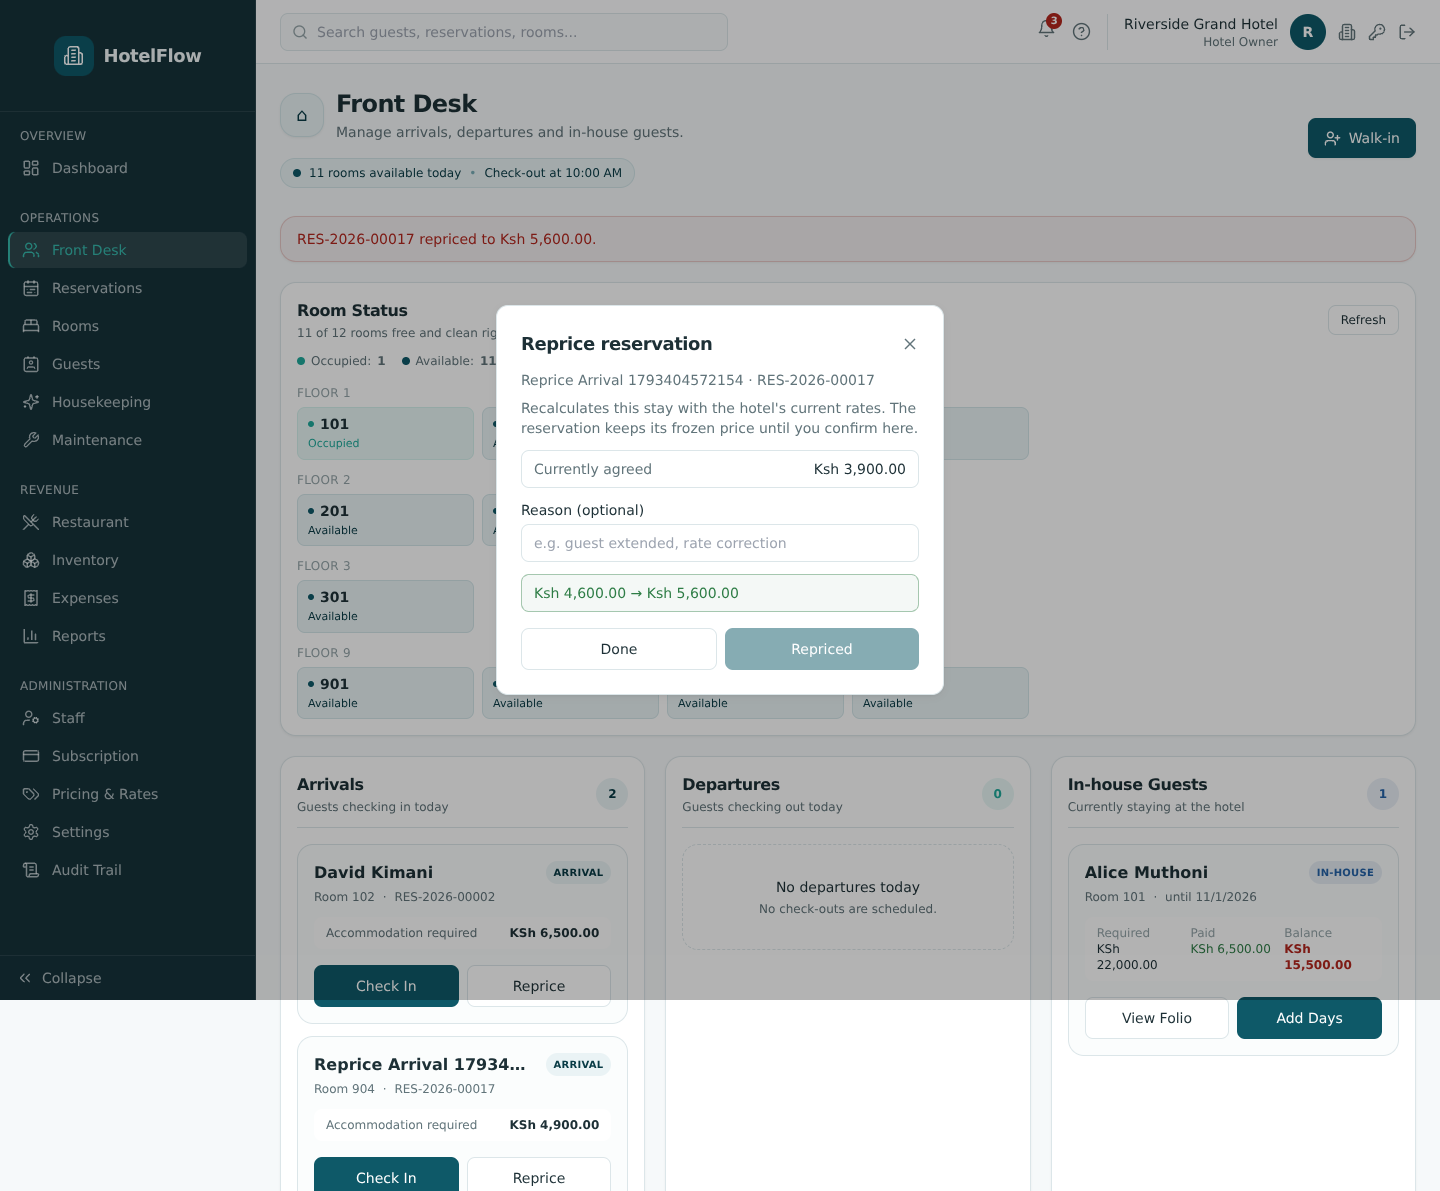 HotelFlow
Search guests, reservations, rooms...
3
Riverside Grand Hotel
Hotel Owner
R
OVERVIEW
Dashboard
OPERATIONS
Front Desk
Reservations
Rooms
Guests
Housekeeping
Maintenance
REVENUE
Restaurant
Inventory
Expenses
Reports
ADMINISTRATION
Staff
Subscription
Pricing & Rates
Settings
Audit Trail
Collapse
Front Desk
Manage arrivals, departures and in-house guests.
11 rooms available today • Check-out at 10:00 AM
Walk-in
RES-2026-00017 repriced to Ksh 5,600.00.
Room Status
11 of 12 rooms free and clean
Refresh
Occupied: 1 Available: 11
FLOOR 1
101
Occupied
FLOOR 2
201
Available
FLOOR 3
301
Available
FLOOR 9
901
Available
Available
Available
Available
Reprice reservation
Reprice Arrival 1793404572154 · RES-2026-00017
Recalculates this stay with the hotel's current rates. The
reservation keeps its frozen price until you confirm here.
Currently agreed Ksh 3,900.00
Reason (optional)
e.g. guest extended, rate correction
Ksh 4,600.00 → Ksh 5,600.00
Done
Repriced
Arrivals
Guests checking in today
2
David Kimani
ARRIVAL
Room 102 · RES-2026-00002
Accommodation required KSh 6,500.00
Check In
Reprice
Reprice Arrival 17934...
ARRIVAL
Room 904 · RES-2026-00017
Accommodation required KSh 4,900.00
Check In
Reprice
Departures
Guests checking out today
0
No departures today
No check-outs are scheduled.
In-house Guests
Currently staying at the hotel
1
Alice Muthoni
IN-HOUSE
Room 101 · until 11/1/2026
Required
KSh
22,000.00
Paid
KSh 6,500.00
Balance
KSh
15,500.00
View Folio
Add Days